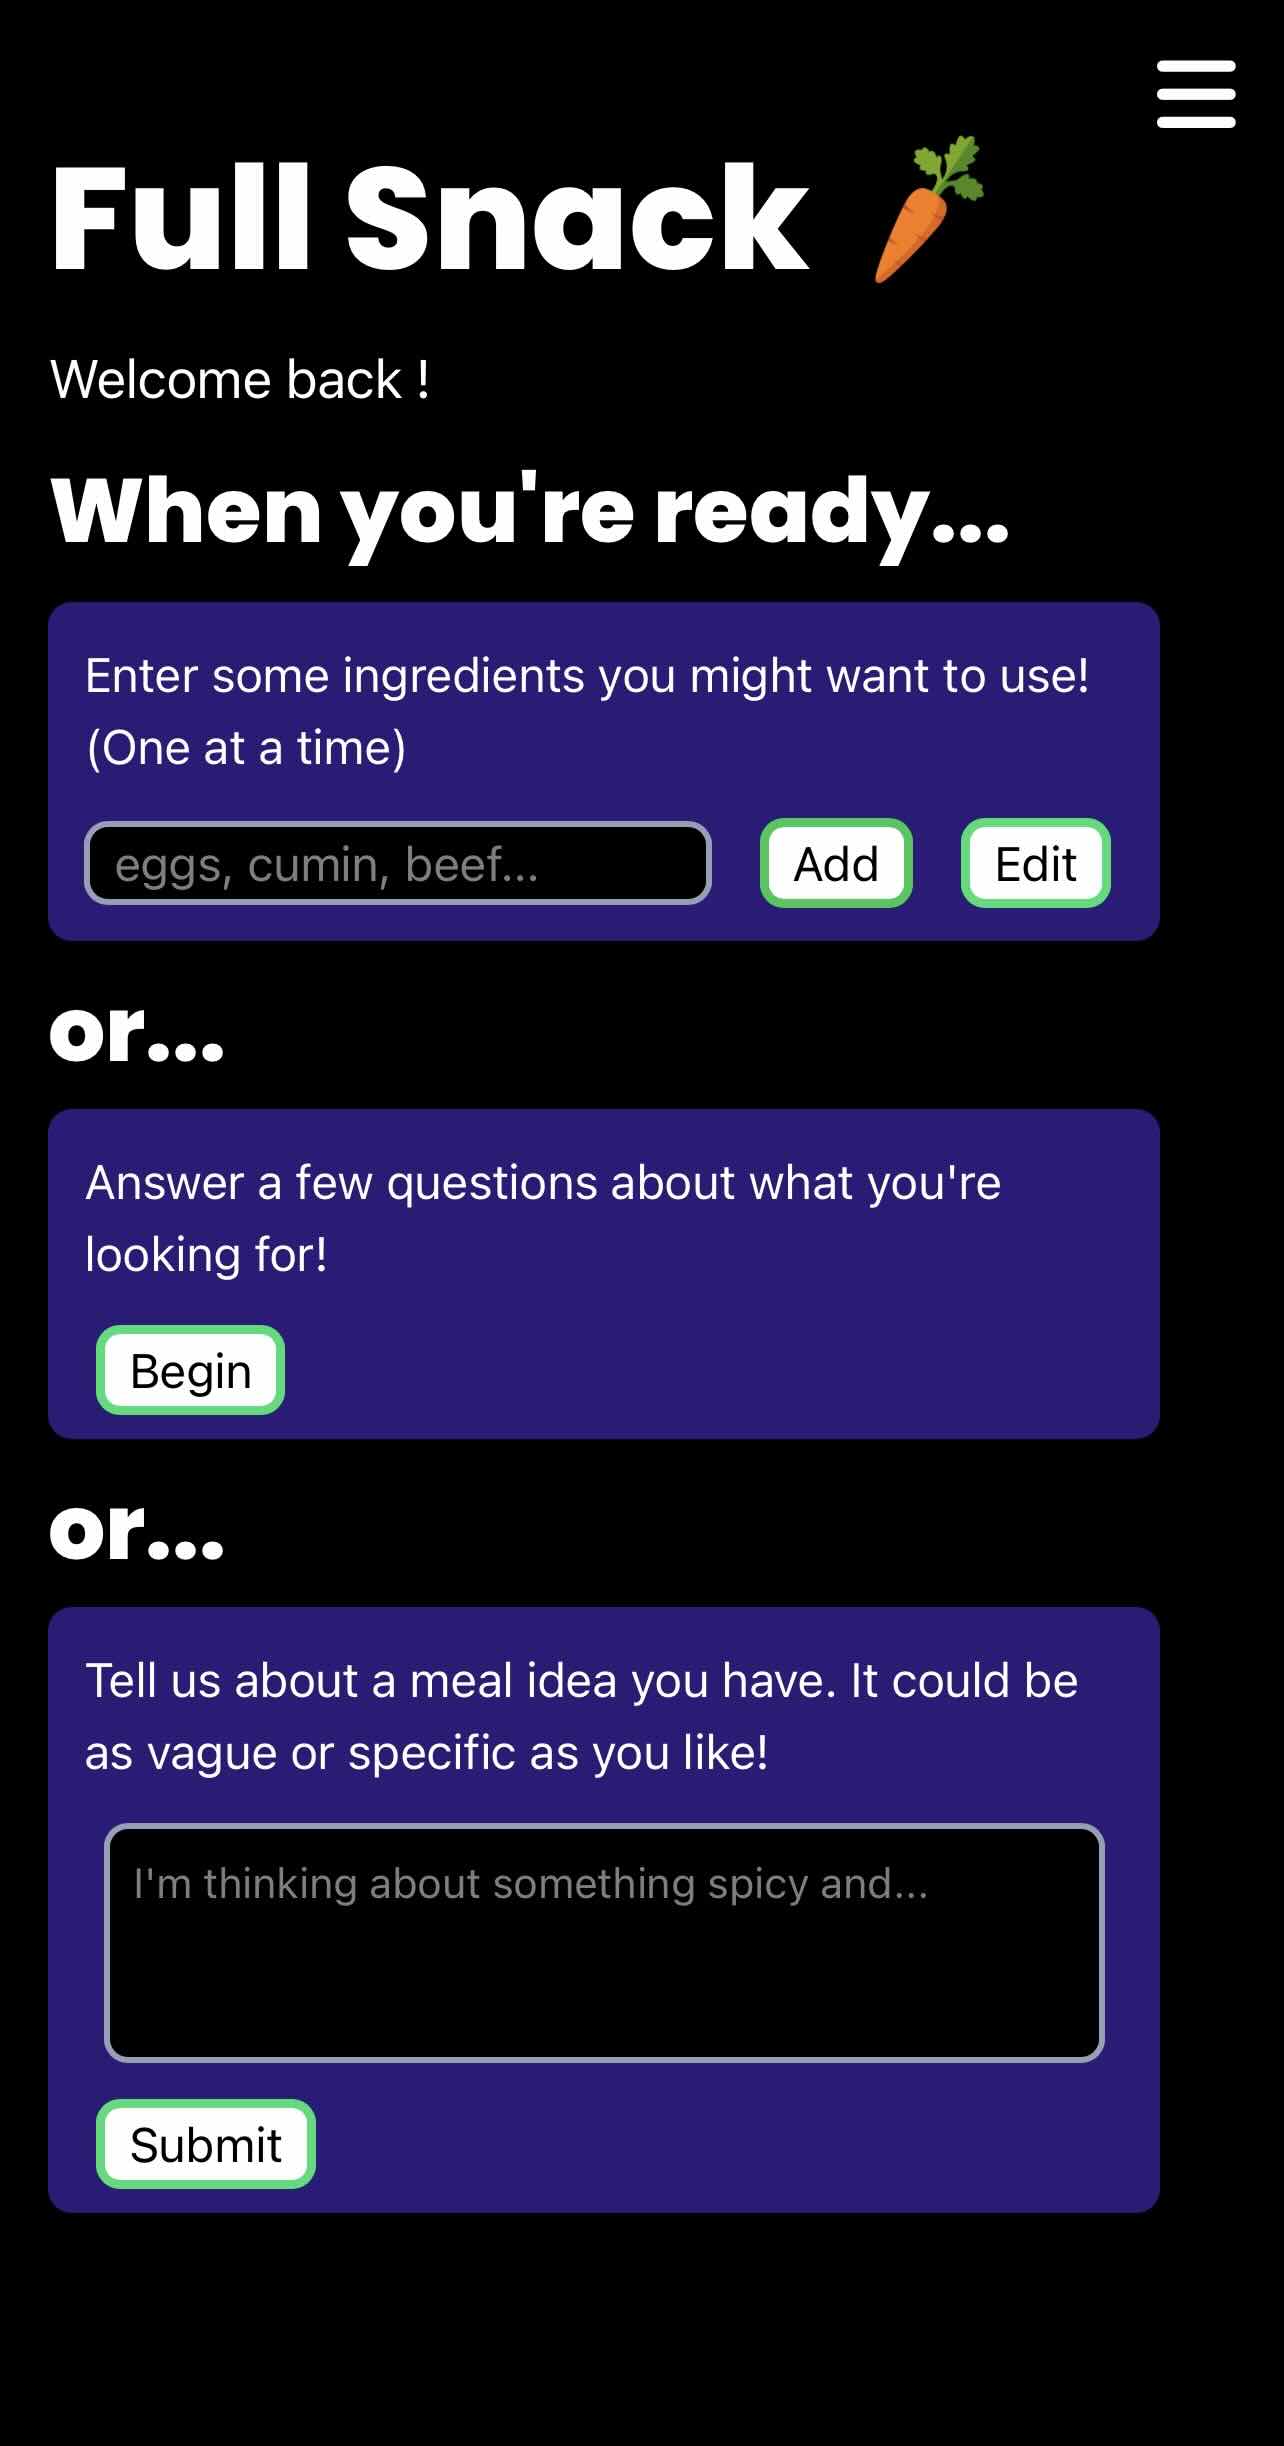 Full Snack 🥕
Welcome back !
When you're ready...
Enter some ingredients you might want to use!
(One at a time)
eggs, cumin, beef...
Add
Edit
or...
Answer a few questions about what you're
looking for!
Begin
or...
Tell us about a meal idea you have. It could be
as vague or specific as you like!
I'm thinking about something spicy and...
Submit